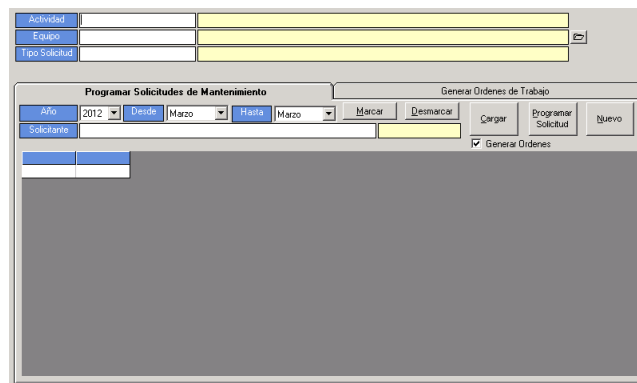 Actividad
Equipo
Tipo Solicitud
Programar Solicitudes de Mantenimiento Generar Ordenes de Trabajo
Año 2012 Desde Marzo Hasta Marzo Marcar Desmarcar Cargar Programar Solicitud Nuevo
Solicitante
Generar Ordenes